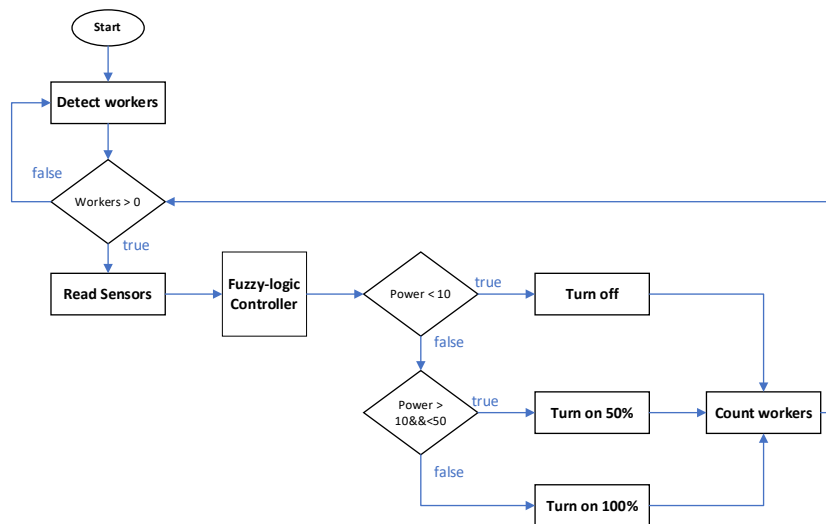 Start
Detect workers
false
Workers > 0
true
Read Sensors
Fuzzy-logic
Controller
Power < 10
true
Turn off
false
Power >
10&&<50
true
Turn on 50%
Count workers
false
Turn on 100%